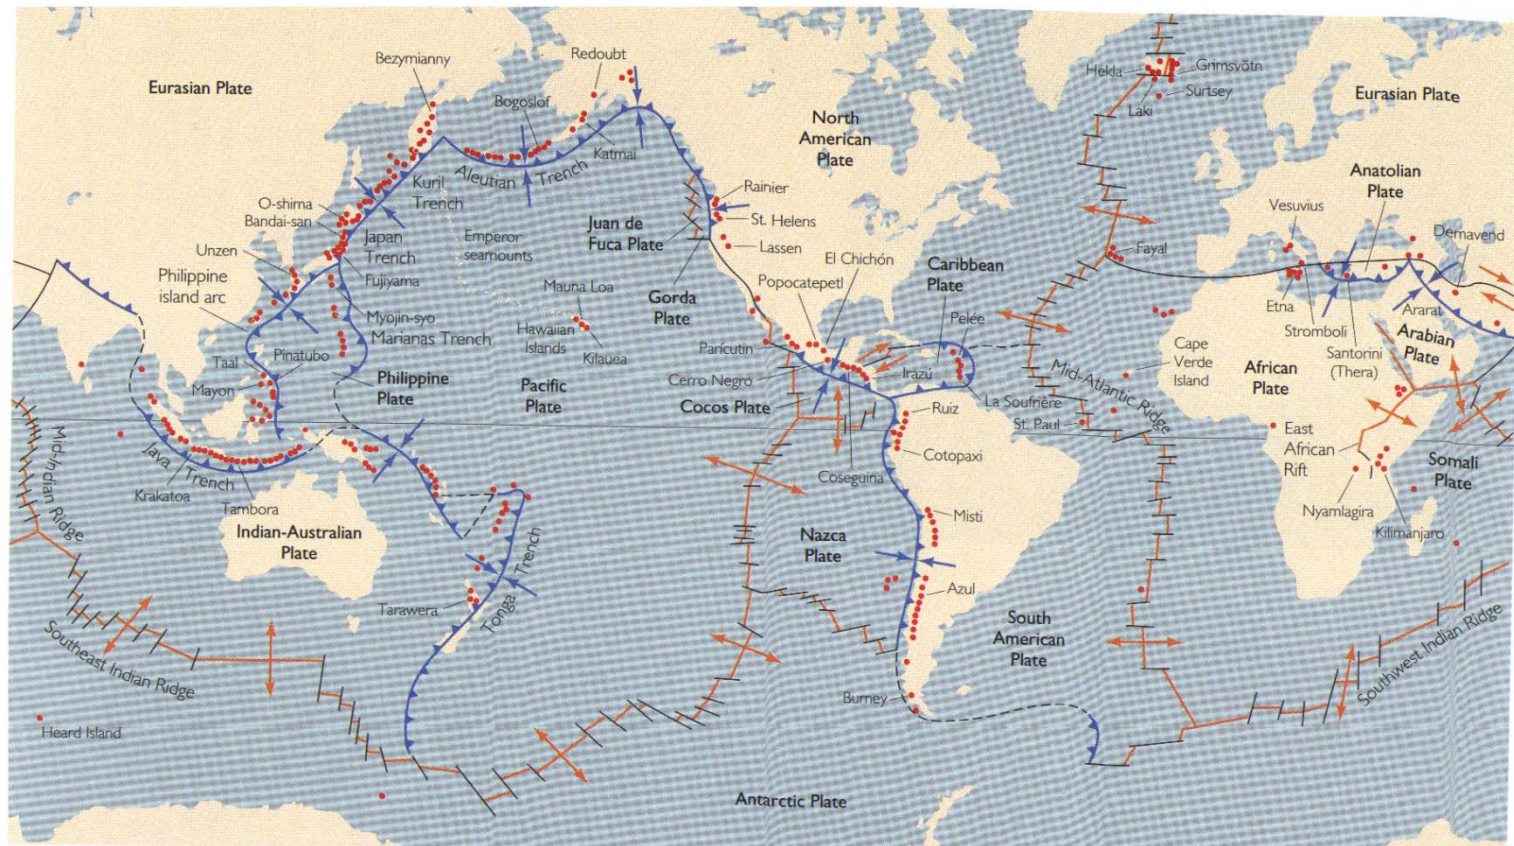 Bezymianny
Redoubt
Eurasian Plate
Bogoslof
Katmai
Aleutian Trench
Kuril
Trench
O-shima
Bandai-san
Japan
Trench
Unzen
Fujiyama
Philippine
island arc
Myojin-syo
Marianas Trench
Taal
Pinatubo
Mayon
Philippine
Plate
Emperor
seamounts
Mauna Loa
Hawaiian
Islands
Kilauea
Pacific
Plate
North
American
Plate
Rainier
St. Helens
Lassen
Juan de
Fuca Plate
Gorda
Plate
El Chichón
Popocatepetl
Caribbean
Plate
Pelée
Parícutin
Cerro Negro
Irazú
Cocos Plate
La Soufrière
Coseguina
Ruiz
Cotopaxi
Misti
Nazca
Plate
Azul
South
American
Plate
Burney
Hekla
Grimsvötn
Laki
Surtsey
Eurasian Plate
Anatolian
Plate
Vesuvius
Demavend
Fayal
Etna
Stromboli
Santorini
(Thera)
Ararat
Arabian
Plate
Cape
Verde
Island
African
Plate
Mid-Atlantic Ridge
St. Paul
East
African
Rift
Somali
Plate
Nyamlagira
Kilimanjaro
Mid-Indian Ridge
Java Trench
Krakatoa
Tambora
Indian-Australian
Plate
Tarawera
Tonga Trench
Southeast Indian Ridge
Heard Island
Antarctic Plate
Southwest Indian Ridge